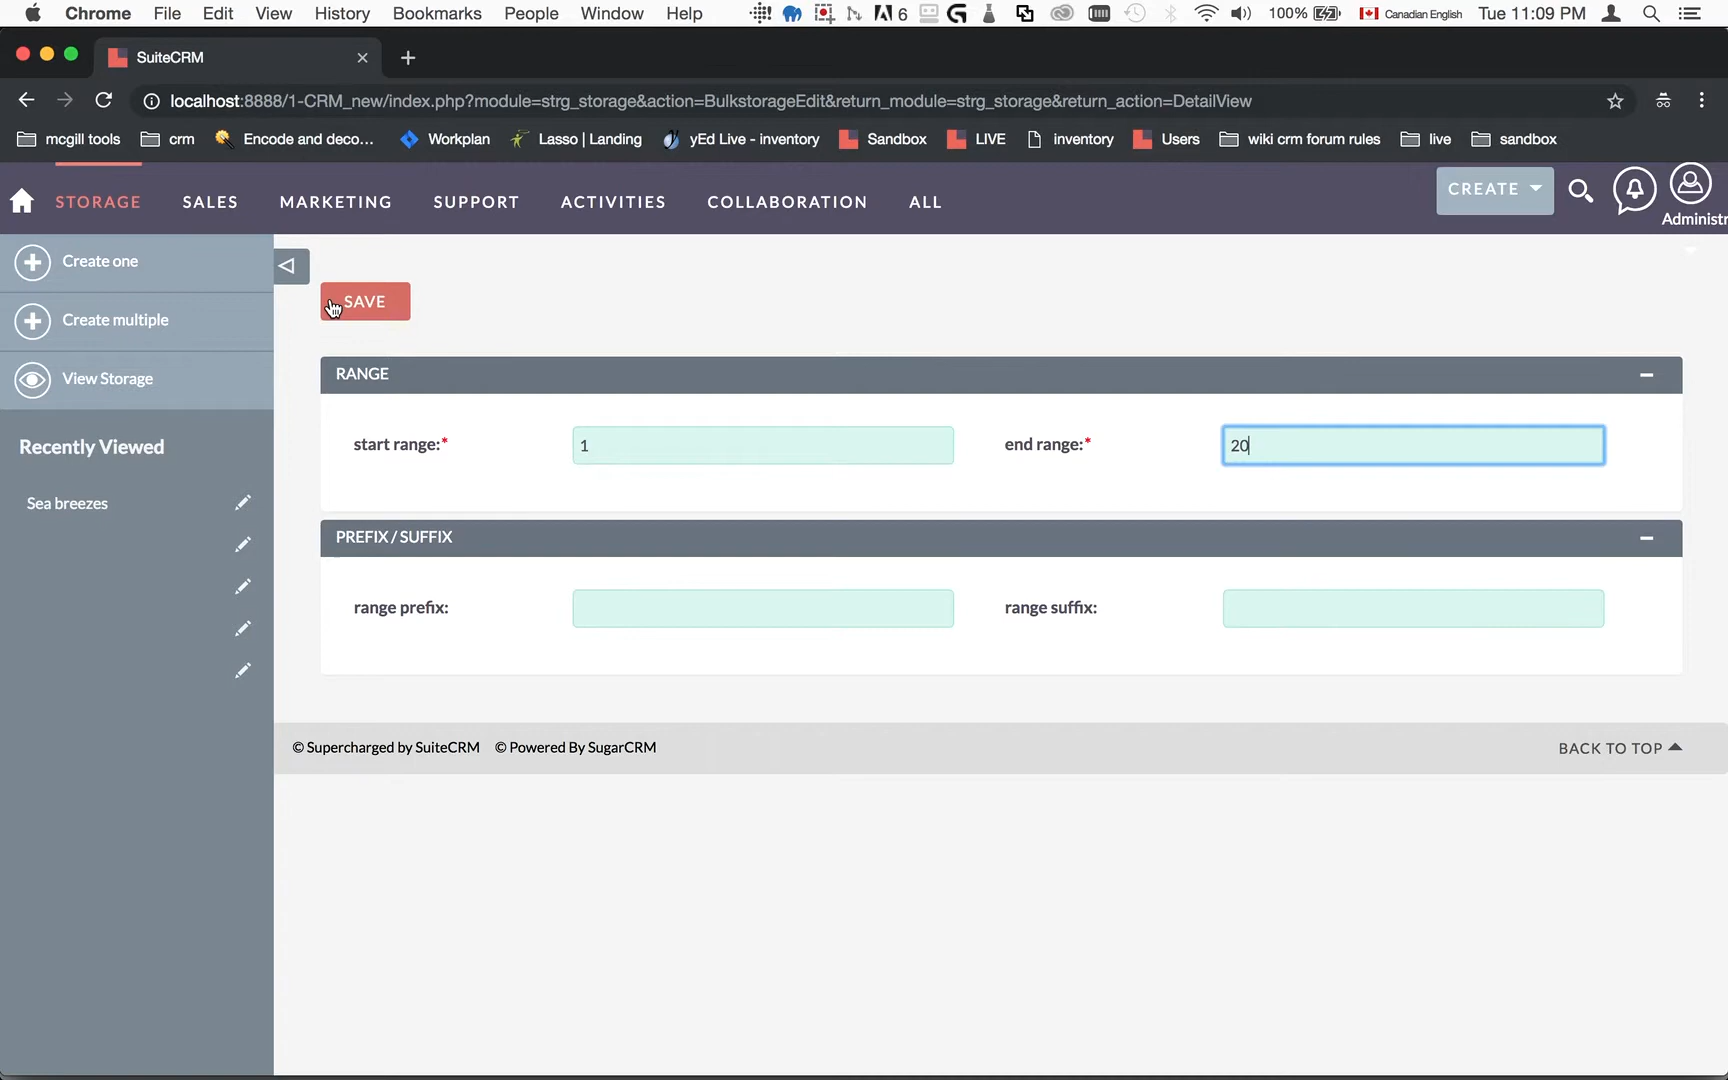 Chrome File Edit View History Bookmarks People Window Help 6 100% Canadian English Tue 11:09 PM
SuiteCRM
localhost:8888/1-CRM_new/index.php?module=strg_storage&action=BulkstorageEdit&return_module=strg_storage&return_action=DetailView
mcgill tools crm Encode and deco... Workplan Lasso | Landing yEd Live - inventory Sandbox LIVE inventory Users wiki crm forum rules live sandbox
STORAGE SALES MARKETING SUPPORT ACTIVITIES COLLABORATION ALL CREATE
Administr
Create one
Create multiple
View Storage
Recently Viewed
Sea breezes
SAVE
RANGE
start range:* 1 end range:* 20
PREFIX / SUFFIX
range prefix: range suffix:
© Supercharged by SuiteCRM © Powered By SugarCRM BACK TO TOP